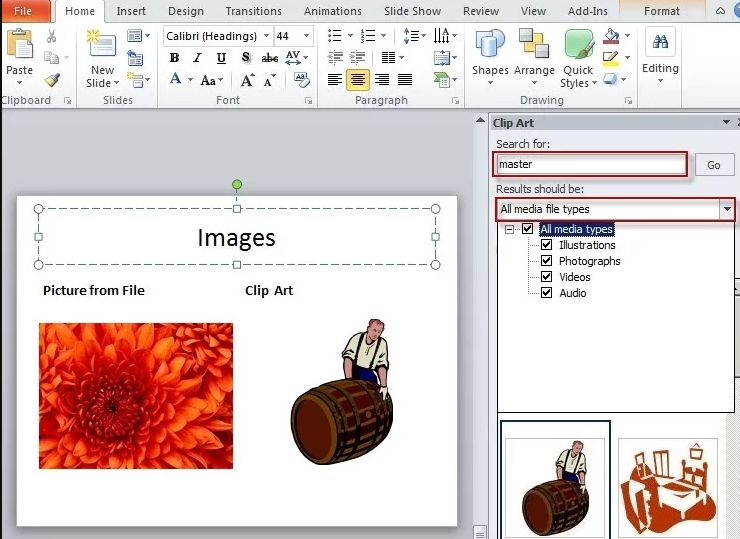 File Home Insert Design Transitions Animations Slide Show Review View Add-Ins Format
Calibri (Headings) 44
B I U S abc AV
A Aa A A
Paste
New
Slide
Shapes Arrange Quick
Styles
Editing
Clipboard Slides Font Paragraph Drawing
Clip Art
Search for:
master Go
Results should be:
All media file types
All media types
Illustrations
Photographs
Videos
Audio
Images
Picture from File Clip Art